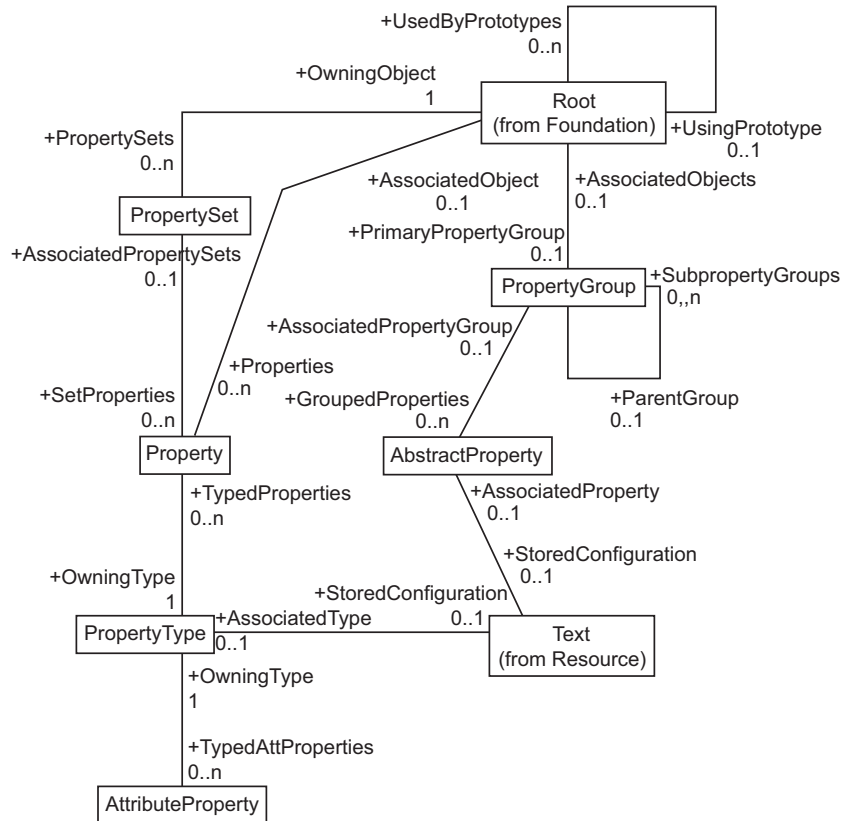 +UsedByPrototypes
0..n
+OwningObject
1
Root
(from Foundation)
+UsingPrototype
0..1
+PropertySets
0..n
+AssociatedObject
0..1
+AssociatedObjects
0..1
PropertySet
+AssociatedPropertySets
0..1
+PrimaryPropertyGroup
0..1
PropertyGroup
+SubpropertyGroups
0,,n
+AssociatedPropertyGroup
0..1
+Properties
0..n
+SetProperties
0..n
+GroupedProperties
0..n
+ParentGroup
0..1
Property
AbstractProperty
+TypedProperties
0..n
+AssociatedProperty
0..1
+StoredConfiguration
0..1
+OwningType
1
+StoredConfiguration
0..1
+AssociatedType
0..1
PropertyType
Text
(from Resource)
+OwningType
1
+TypedAttProperties
0..n
AttributeProperty